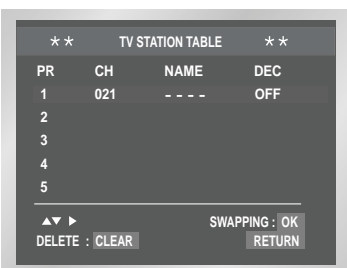 ** TV STATION TABLE **
PR CH NAME DEC
1 021 - - - - OFF
2
3
4
5
▲▼ ▶ SWAPPING : OK
DELETE : CLEAR RETURN